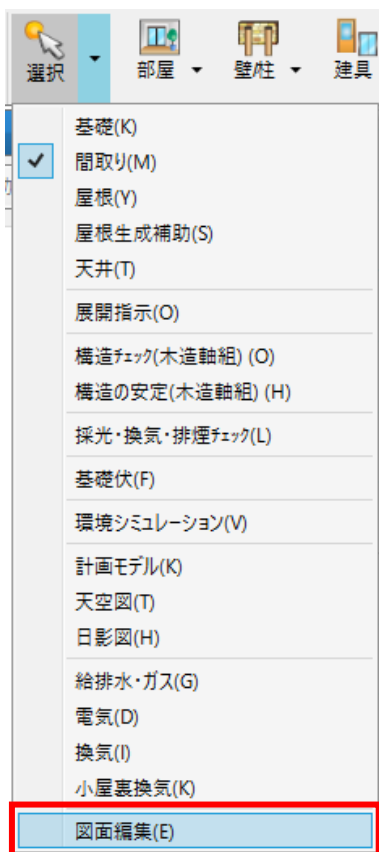 選択
部屋
壁/柱
建具
基礎(K)
間取り(M)
屋根(Y)
屋根生成補助(S)
天井(T)
展開指示(O)
構造ﾁｪｯｸ(木造軸組) (O)
構造の安定(木造軸組) (H)
採光・換気・排煙ﾁｪｯｸ(L)
基礎伏(F)
環境シミュレーション(V)
計画モデル(K)
天空図(T)
日影図(H)
給排水・ガス(G)
電気(D)
換気(I)
小屋裏換気(K)
図面編集(E)